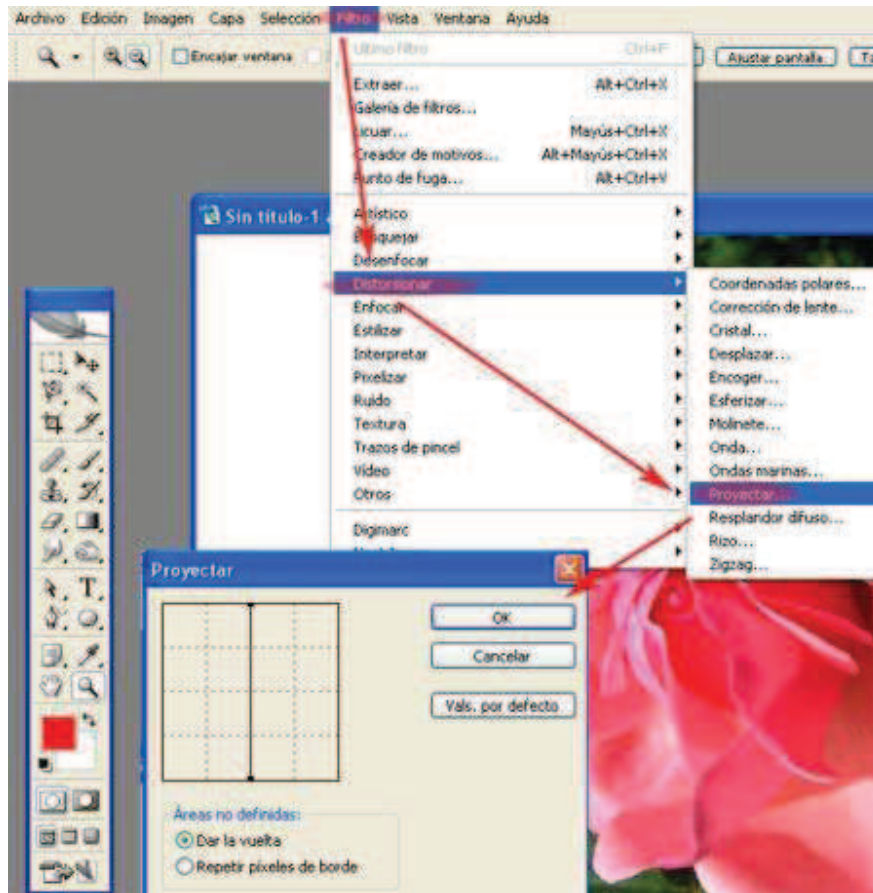 Archivo Edición Imagen Capa Selección Filtro Vista Ventana Ayuda
Encajar ventana
Ajustar pantalla
Último filtro Ctrl+F
Extraer... Alt+Ctrl+X
Galería de filtros...
Licuar... Mayús+Ctrl+X
Creador de motivos... Alt+Mayús+Ctrl+X
Punto de fuga... Alt+Ctrl+V
Sin título-1
Artístico
Bosquejar
Desenfocar
Distorsionar
Enfocar
Estilizar
Interpretar
Pixelizar
Ruido
Textura
Trazos de pincel
Vídeo
Otros
Digimarc
Coordenadas polares...
Corrección de lente...
Cristal...
Desplazar...
Encoger...
Esferizar...
Molinete...
Onda...
Ondas marinas...
Proyectar...
Resplandor difuso...
Rizo...
Zigzag...
Proyectar
OK
Cancelar
Vals. por defecto
Áreas no definidas:
Dar la vuelta
Repetir píxeles de borde
T